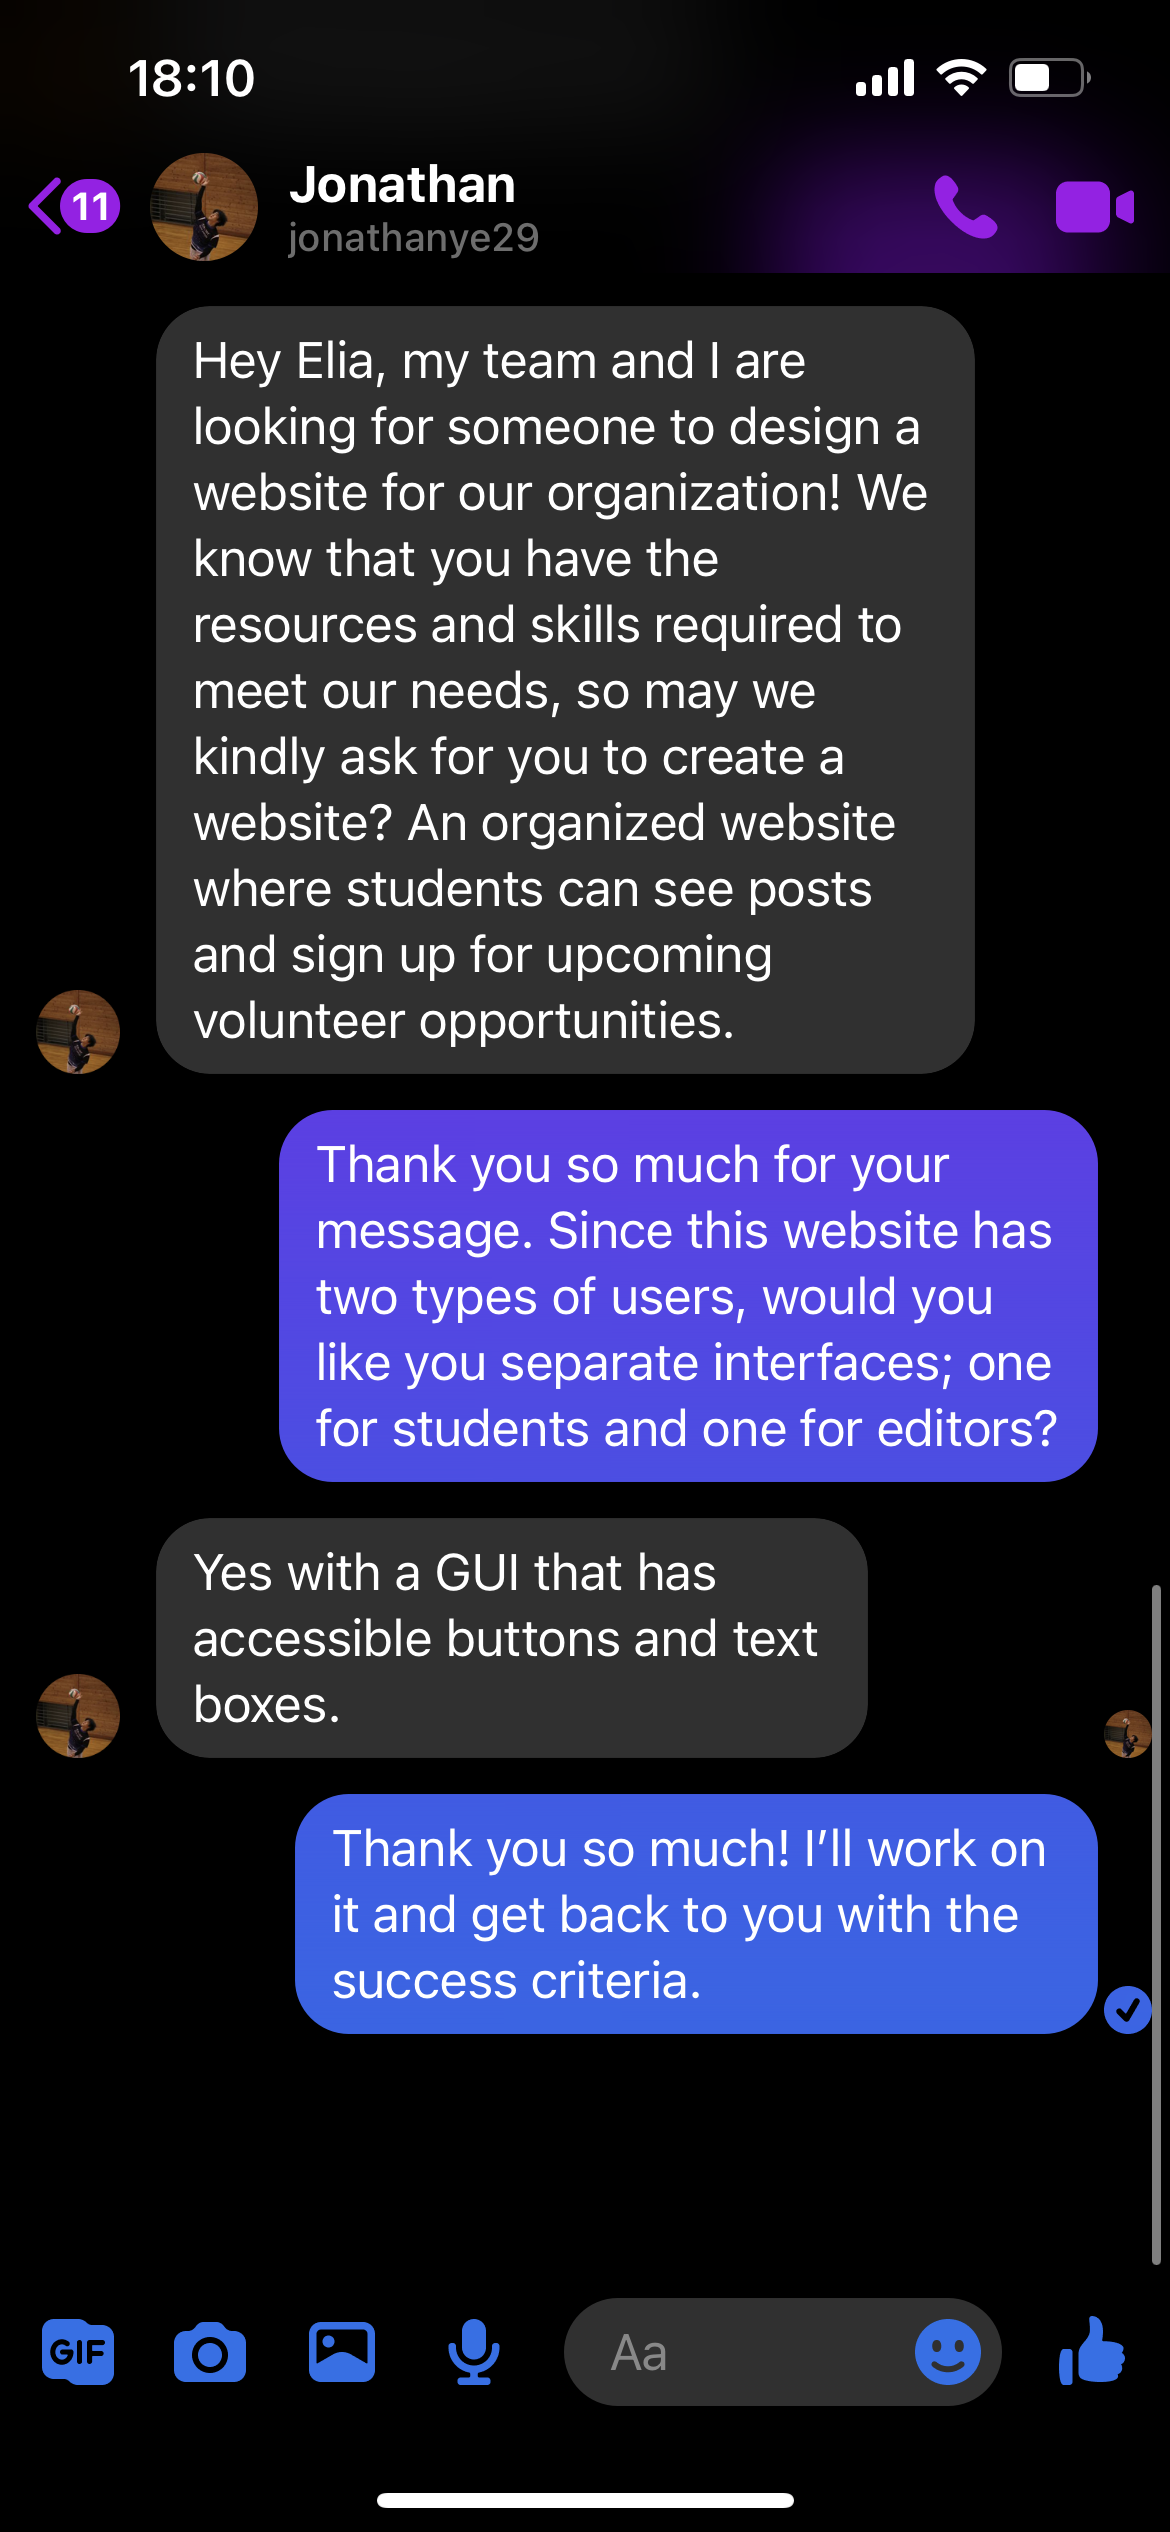 18:10
11
Jonathan
jonathanye29
Hey Elia, my team and I are
looking for someone to design a
website for our organization! We
know that you have the
resources and skills required to
meet our needs, so may we
kindly ask for you to create a
website? An organized website
where students can see posts
and sign up for upcoming
volunteer opportunities.
Thank you so much for your
message. Since this website has
two types of users, would you
like you separate interfaces; one
for students and one for editors?
Yes with a GUI that has
accessible buttons and text
boxes.
Thank you so much! I’ll work on
it and get back to you with the
success criteria.
GIF
Aa